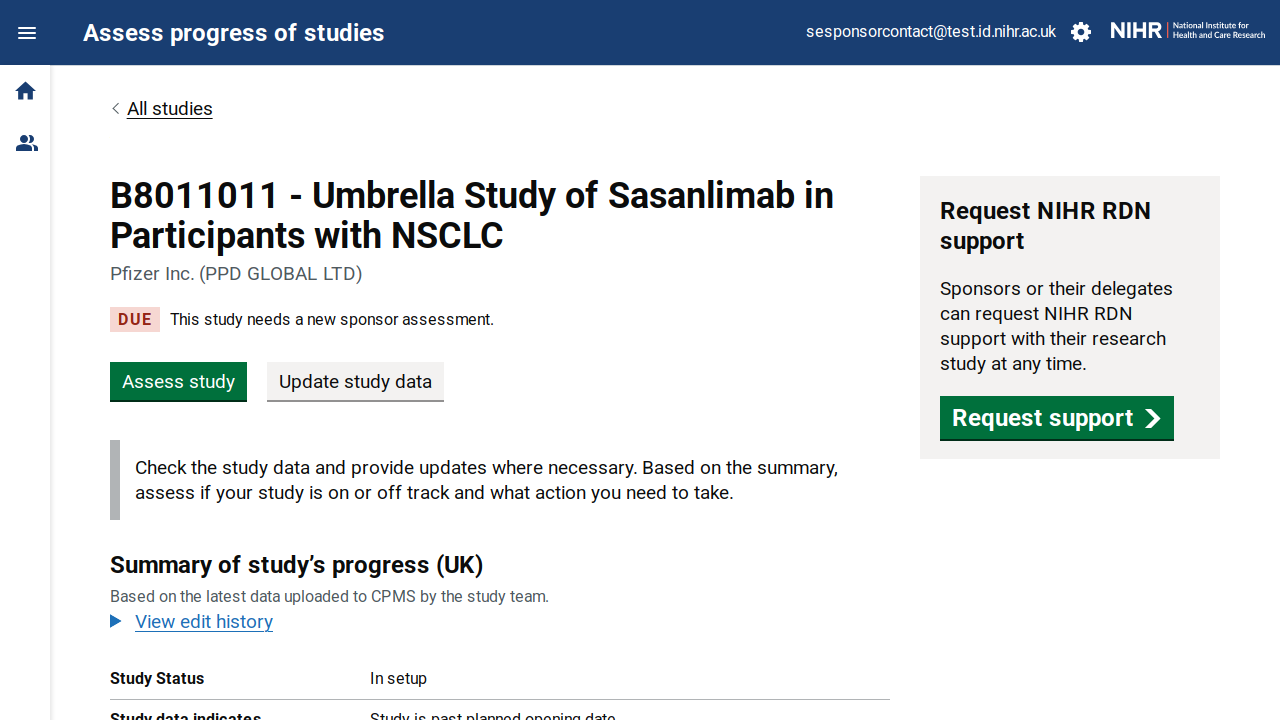 Assess progress of studies
sesponsorcontact@test.id.nihr.ac.uk
NIHR | National Institute for
Health and Care Research
All studies
B8011011 - Umbrella Study of Sasanlimab in
Participants with NSCLC
Pfizer Inc. (PPD GLOBAL LTD)
DUE This study needs a new sponsor assessment.
Assess study
Update study data
Check the study data and provide updates where necessary. Based on the summary,
assess if your study is on or off track and what action you need to take.
Summary of study’s progress (UK)
Based on the latest data uploaded to CPMS by the study team.
View edit history
Study Status In setup
Study data indicates Study is past planned opening date
Request NIHR RDN
support
Sponsors or their delegates
can request NIHR RDN
support with their research
study at any time.
Request support